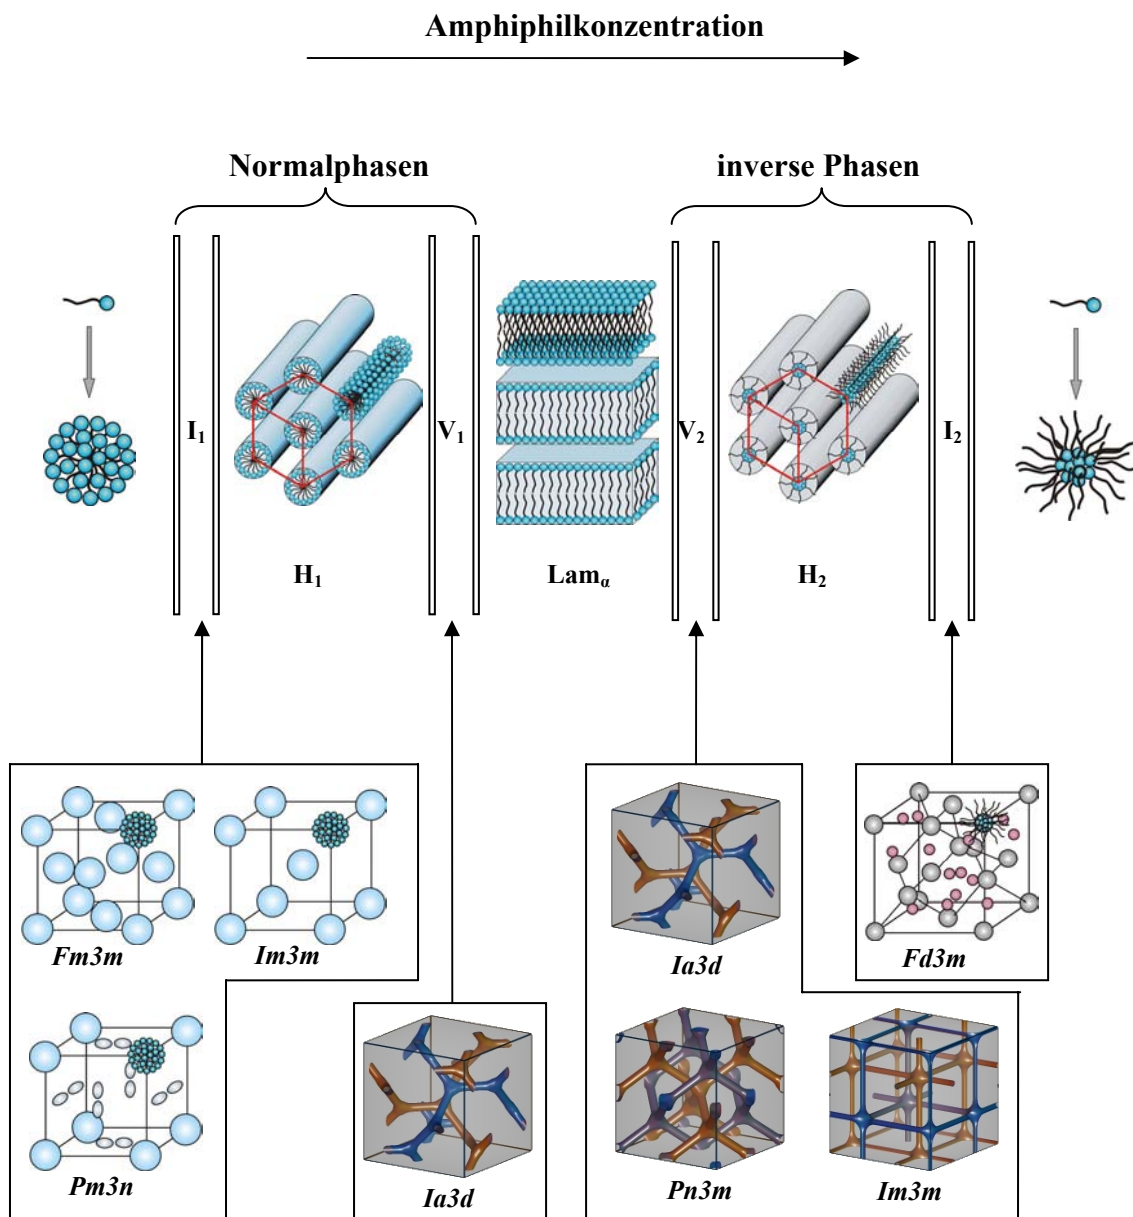 Amphiphilkonzentration
Normalphasen
inverse Phasen
I₁
V₁
V₂
I₂
H₁
Lamα
H₂
Fm3m
Im3m
Ia3d
Fd3m
Pm3n
Ia3d
Pn3m
Im3m